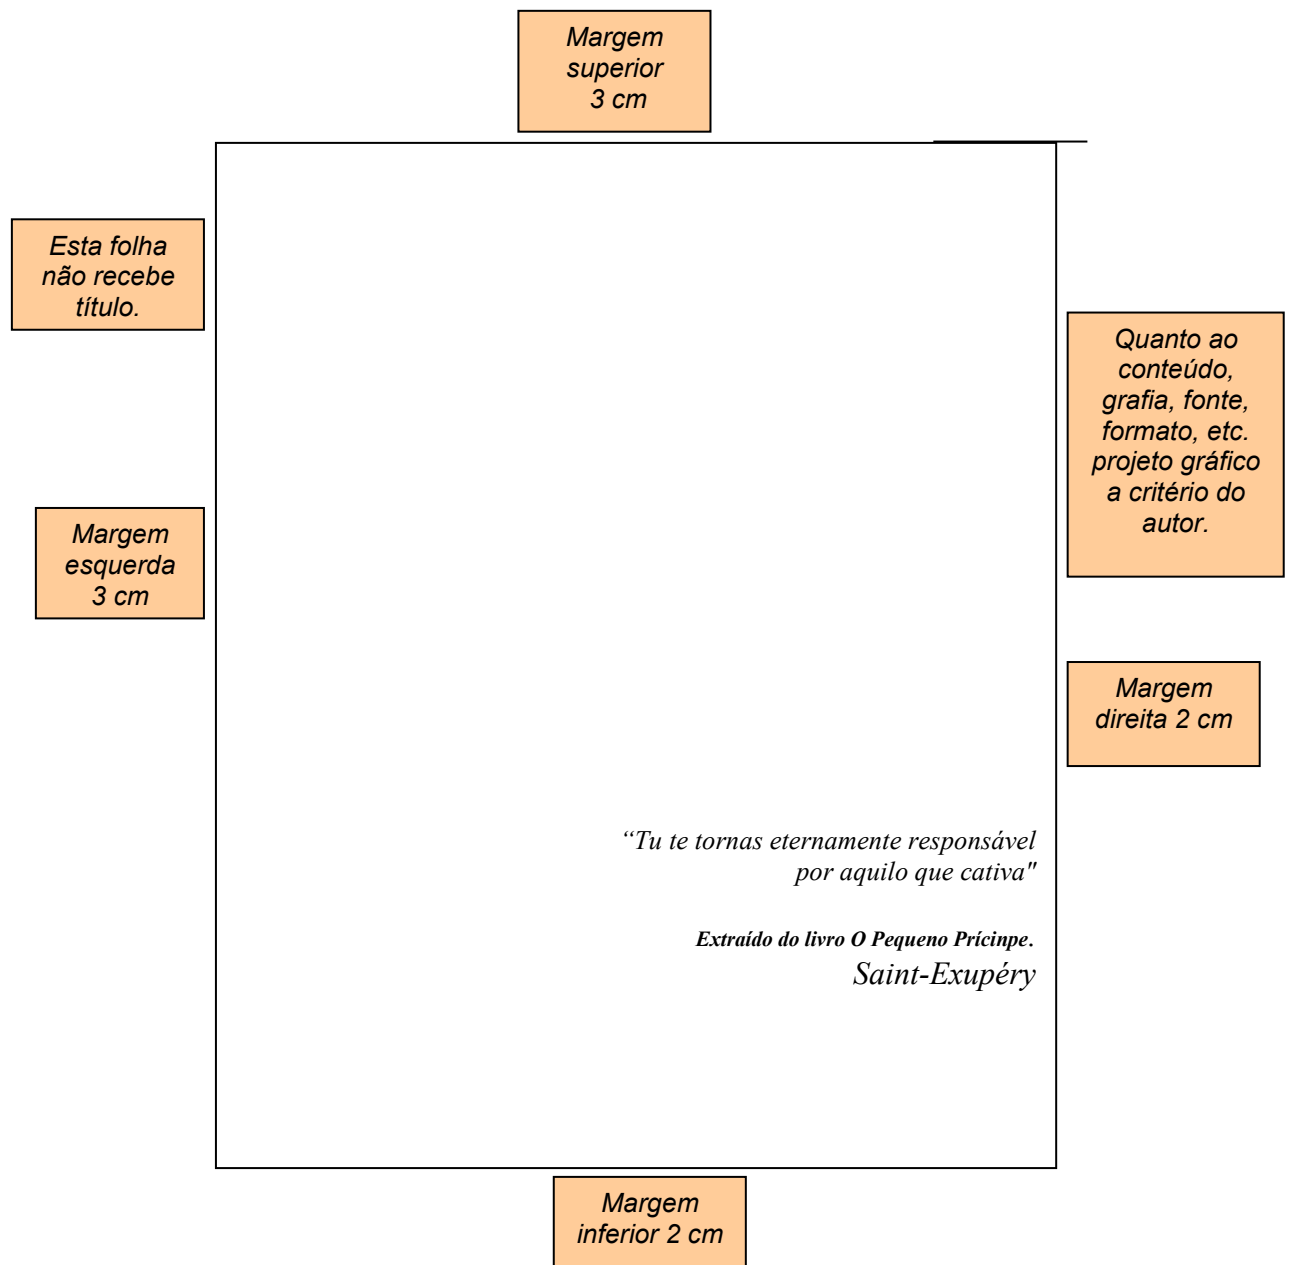 Margem
superior
3 cm
Esta folha
não recebe
título.
Quanto ao
conteúdo,
grafia, fonte,
formato, etc.
projeto gráfico
a critério do
autor.
Margem
esquerda
3 cm
Margem
direita 2 cm
“Tu te tornas eternamente responsável
por aquilo que cativa"
Extraído do livro O Pequeno Prícinpe.
Saint-Exupéry
Margem
inferior 2 cm